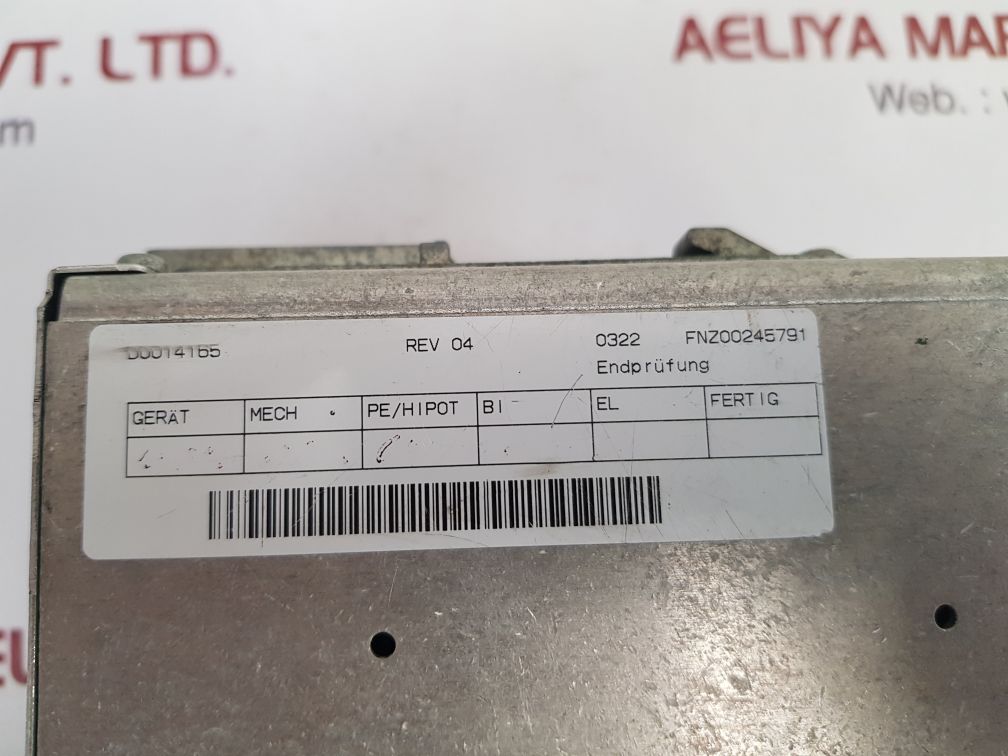 VT. LTD.
AELIYA MAR
Web. :
m
D0014165 REV 04 0322 FNZ00245791
Endprüfung
GERÄT MECH PE/HIPOT BI EL FERTIG